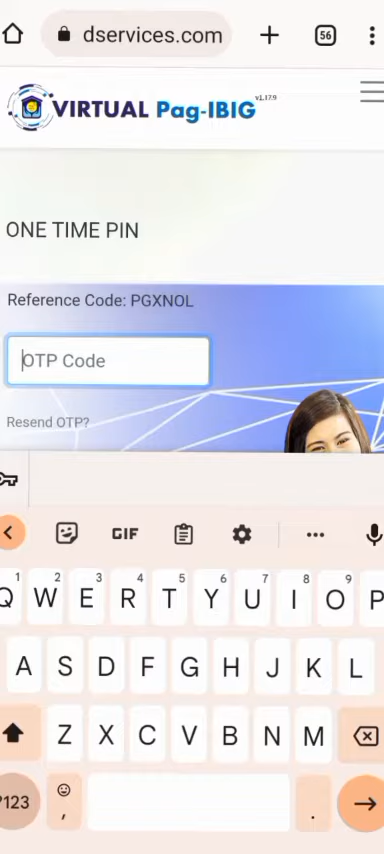 dservices.com
56
VIRTUAL Pag-IBIG v1.17.9
ONE TIME PIN
Reference Code: PGXNOL
OTP Code
Resend OTP?
GIF
1 2 3 4 5 6 7 8 9
Q W E R T Y U I O P
A S D F G H J K L
Z X C V B N M
?123 , .